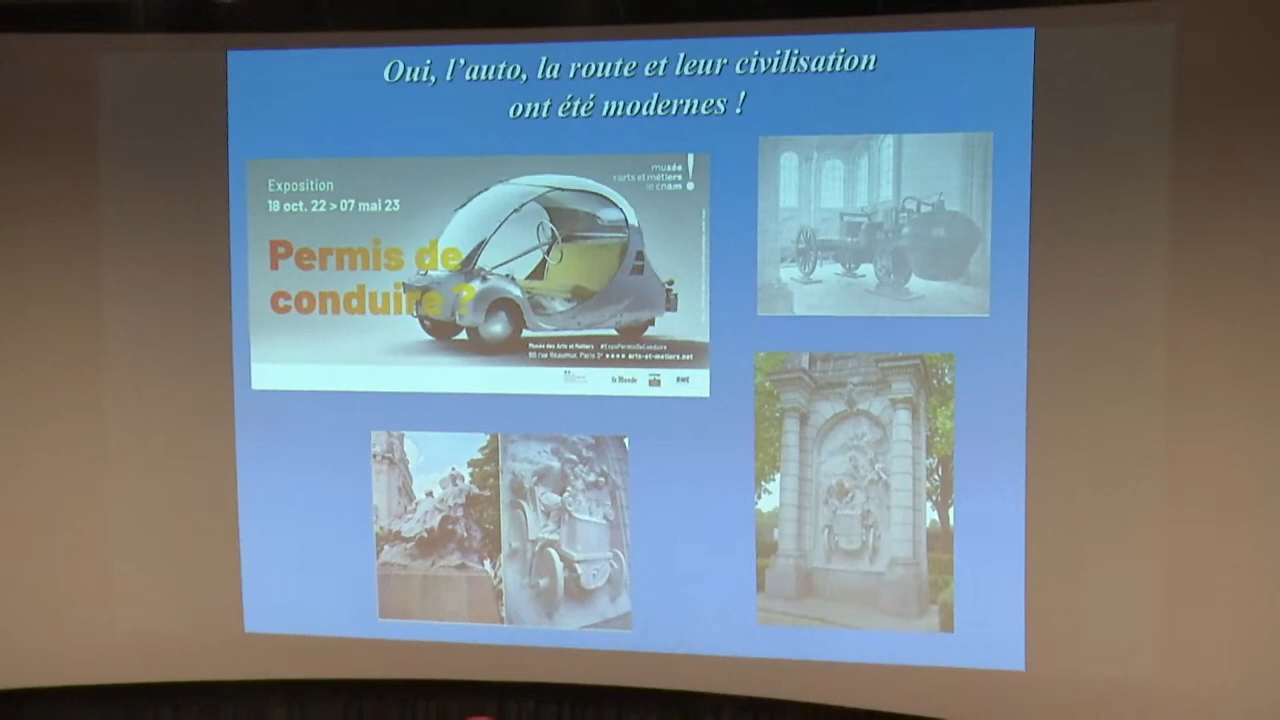 Oui, l'auto, la route et leur civilisation
ont été modernes !
Exposition
18 oct. 22 > 07 mai 23
Permis de
conduire ?
musée
arts et métiers
le cnam
Musée des Arts et Métiers #ExpoPermisDeConduire
60 rue Réaumur, Paris 3e arts-et-metiers.net
Le Monde
RMC